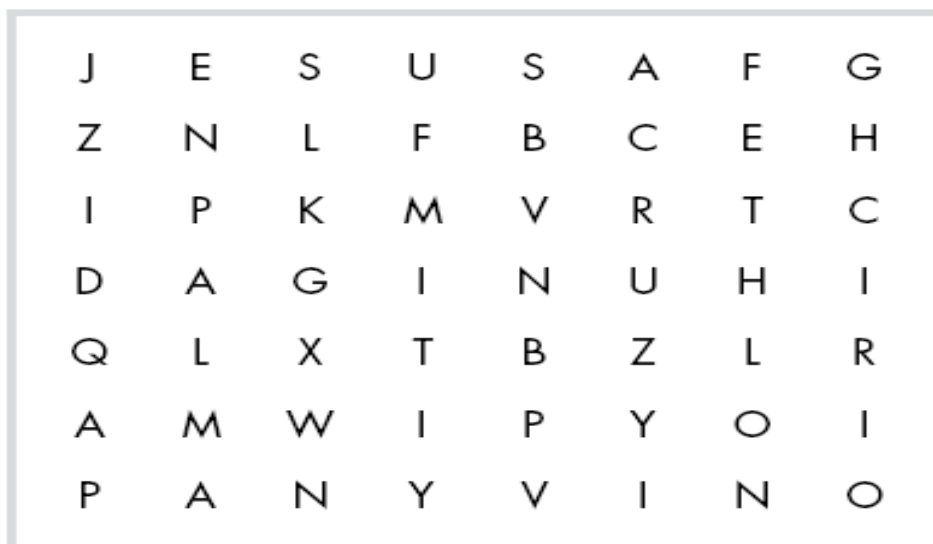 J E S U S A F G
Z N L F B C E H
I P K M V R T C
D A G I N U H I
Q L X T B Z L R
A M W I P Y O I
P A N Y V I N O